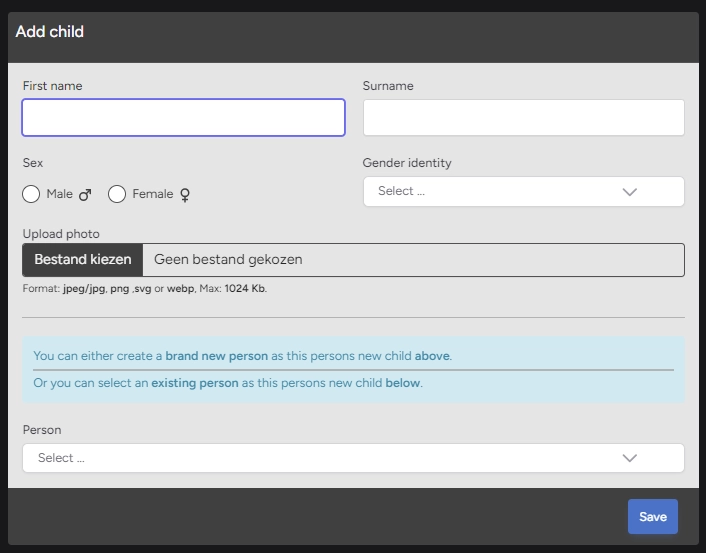 Add child
First name
Surname
Sex
Gender identity
Male ♂ Female ♀
Select ...
Upload photo
Bestand kiezen Geen bestand gekozen
Format: jpeg/jpg, png ,svg or webp, Max: 1024 Kb.
You can either create a brand new person as this persons new child above.
Or you can select an existing person as this persons new child below.
Person
Select ...
Save